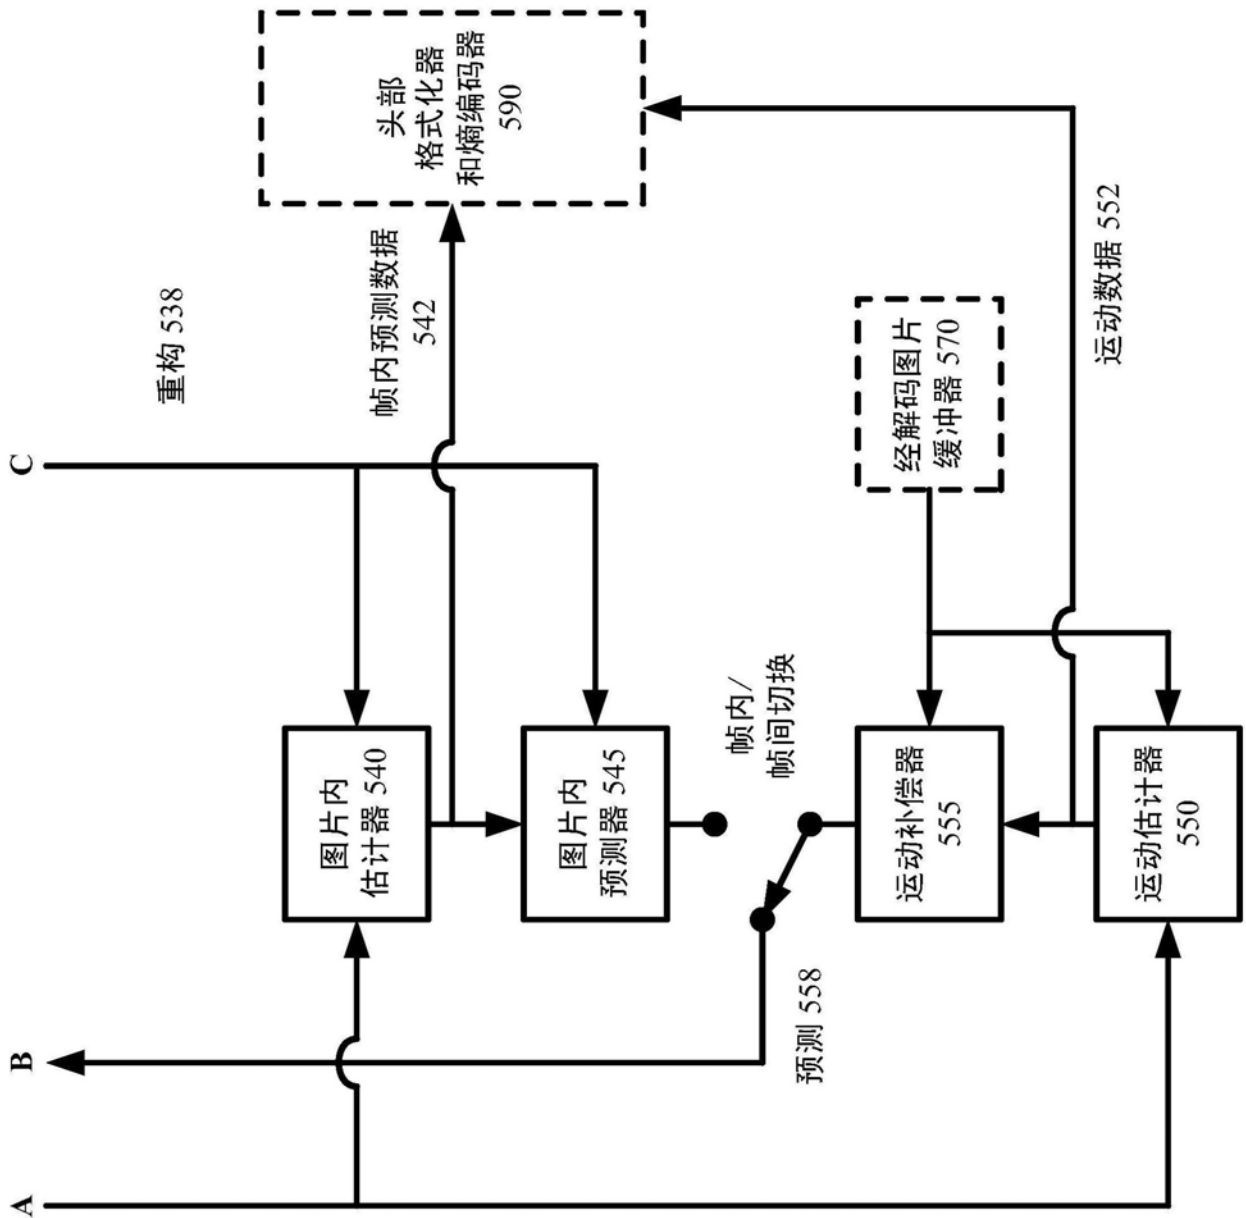 A
B
C
重构 538
图片内
估计器 540
帧内预测数据
542
头部
格式化器
和熵编码器
590
图片内
预测器 545
帧内/
帧间切换
预测 558
运动补偿器
555
经解码图片
缓冲器 570
运动估计器
550
运动数据 552